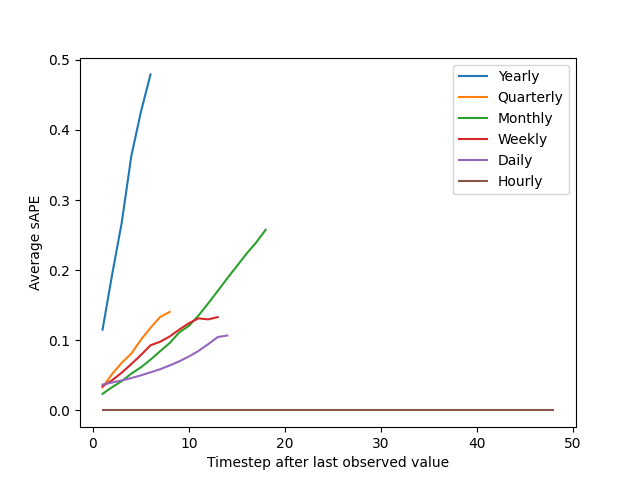 0.5
0.4
0.3
0.2
0.1
0.0
Average sAPE
0
10
20
30
40
50
Timestep after last observed value
Yearly
Quarterly
Monthly
Weekly
Daily
Hourly